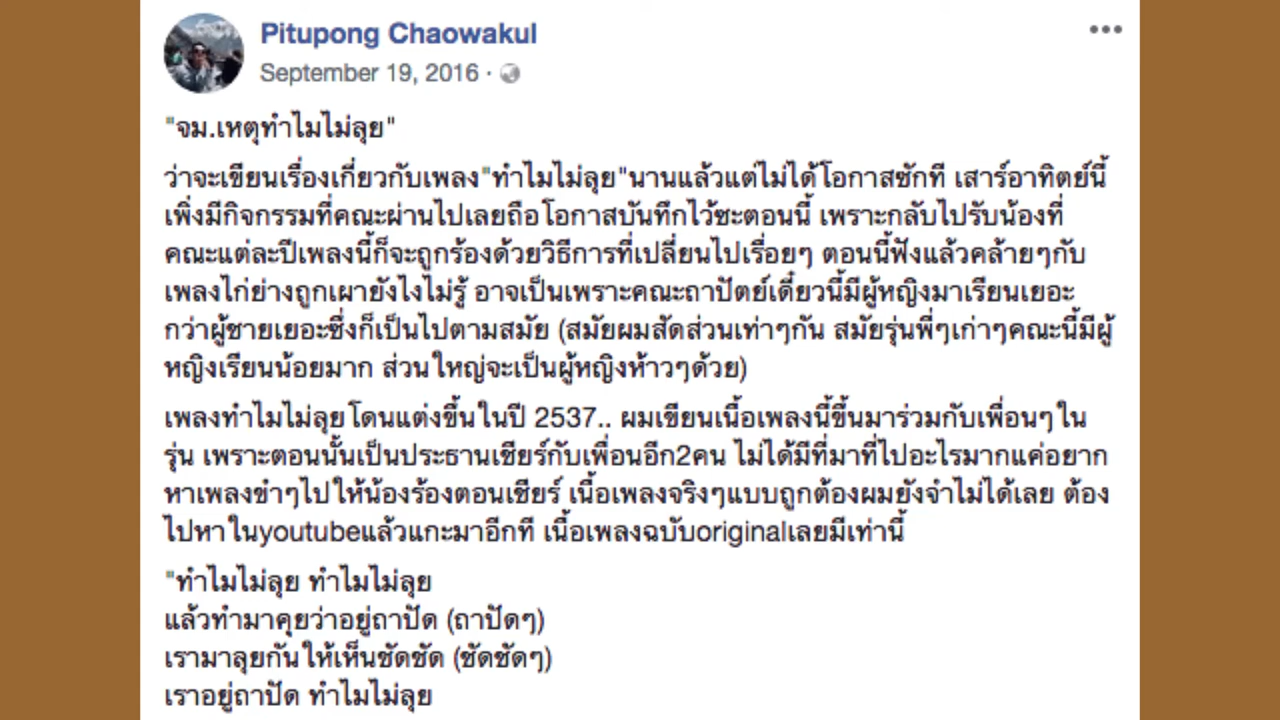 Pitupong Chaowakul
September 19, 2016 ·
"จม.เหตุทำไมไม่ลุย"
ว่าจะเขียนเรื่องเกี่ยวกับเพลง"ทำไมไม่ลุย"นานแล้วแต่ไม่ได้โอกาสซักที เสาร์อาทิตย์นี้
เพิ่งมีกิจกรรมที่คณะผ่านไปเลยถือโอกาสบันทึกไว้ซะตอนนี้ เพราะกลับไปรับน้องที่
คณะแต่ละปีเพลงนี้ก็จะถูกร้องด้วยวิธีการที่เปลี่ยนไปเรื่อยๆ ตอนนี้ฟังแล้วคล้ายๆกับ
เพลงไก่ย่างถูกเผายังไงไม่รู้ อาจเป็นเพราะคณะถาปัตย์เดี๋ยวนี้มีผู้หญิงมาเรียนเยอะ
กว่าผู้ชายเยอะซึ่งก็เป็นไปตามสมัย (สมัยผมสัดส่วนเท่าๆกัน สมัยรุ่นพี่ๆเก่าๆคณะนี้มีผู้
หญิงเรียนน้อยมาก ส่วนใหญ่จะเป็นผู้หญิงห้าวๆด้วย)
เพลงทำไมไม่ลุยโดนแต่งขึ้นในปี 2537.. ผมเขียนเนื้อเพลงนี้ขึ้นมาร่วมกับเพื่อนๆใน
รุ่น เพราะตอนนั้นเป็นประธานเชียร์กับเพื่อนอีก2คน ไม่ได้มีที่มาที่ไปอะไรมากแค่อยาก
หาเพลงขำๆไปให้น้องร้องตอนเชียร์ เนื้อเพลงจริงๆแบบถูกต้องผมยังจำไม่ได้เลย ต้อง
ไปหาในyoutubeแล้วแกะมาอีกที เนื้อเพลงฉบับoriginalเลยมีเท่านี้
"ทำไมไม่ลุย ทำไมไม่ลุย
แล้วทำมาคุยว่าอยู่ถาปัด (ถาปัดๆ)
เรามาลุยกันให้เห็นชัดชัด (ชัดชัดๆ)
เราอยู่ถาปัด ทำไมไม่ลุย